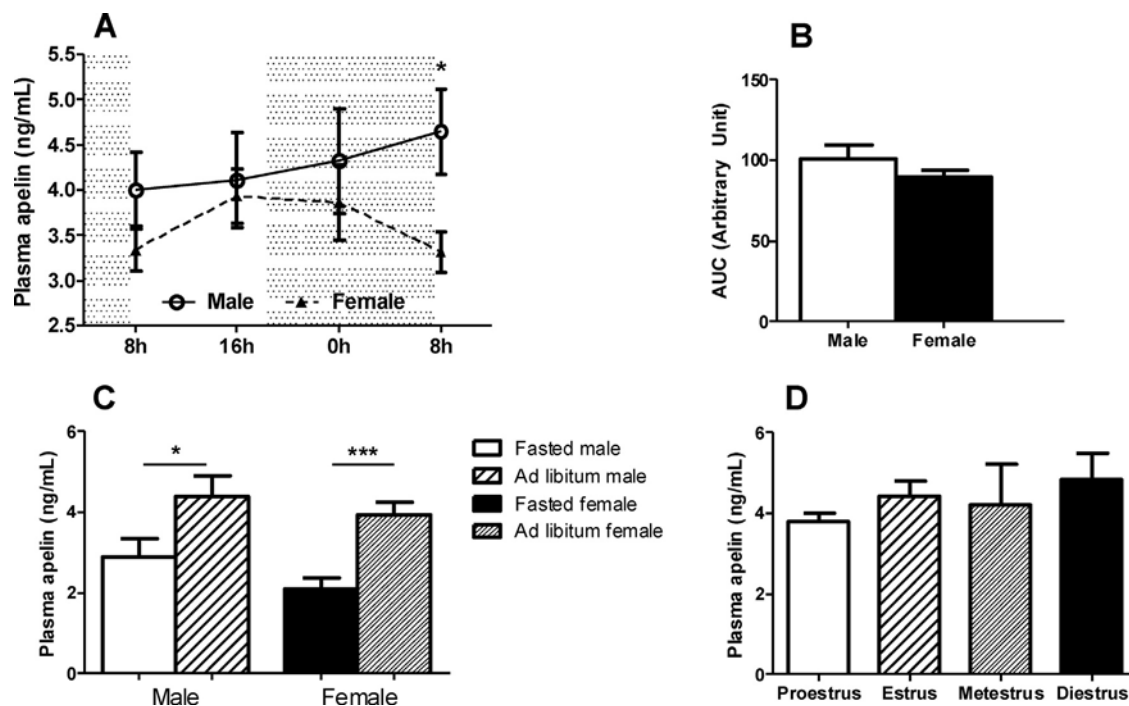 A
Plasma apelin (ng/mL)
5.5
5.0
4.5
4.0
3.5
3.0
2.5
*
Male
Female
8h
16h
0h
8h
B
AUC (Arbitrary Unit)
150
100
50
0
Male
Female
C
Plasma apelin (ng/mL)
6
4
2
0
*
***
Male
Female
Fasted male
Ad libitum male
Fasted female
Ad libitum female
D
Plasma apelin (ng/mL)
6
4
2
0
Proestrus
Estrus
Metestrus
Diestrus